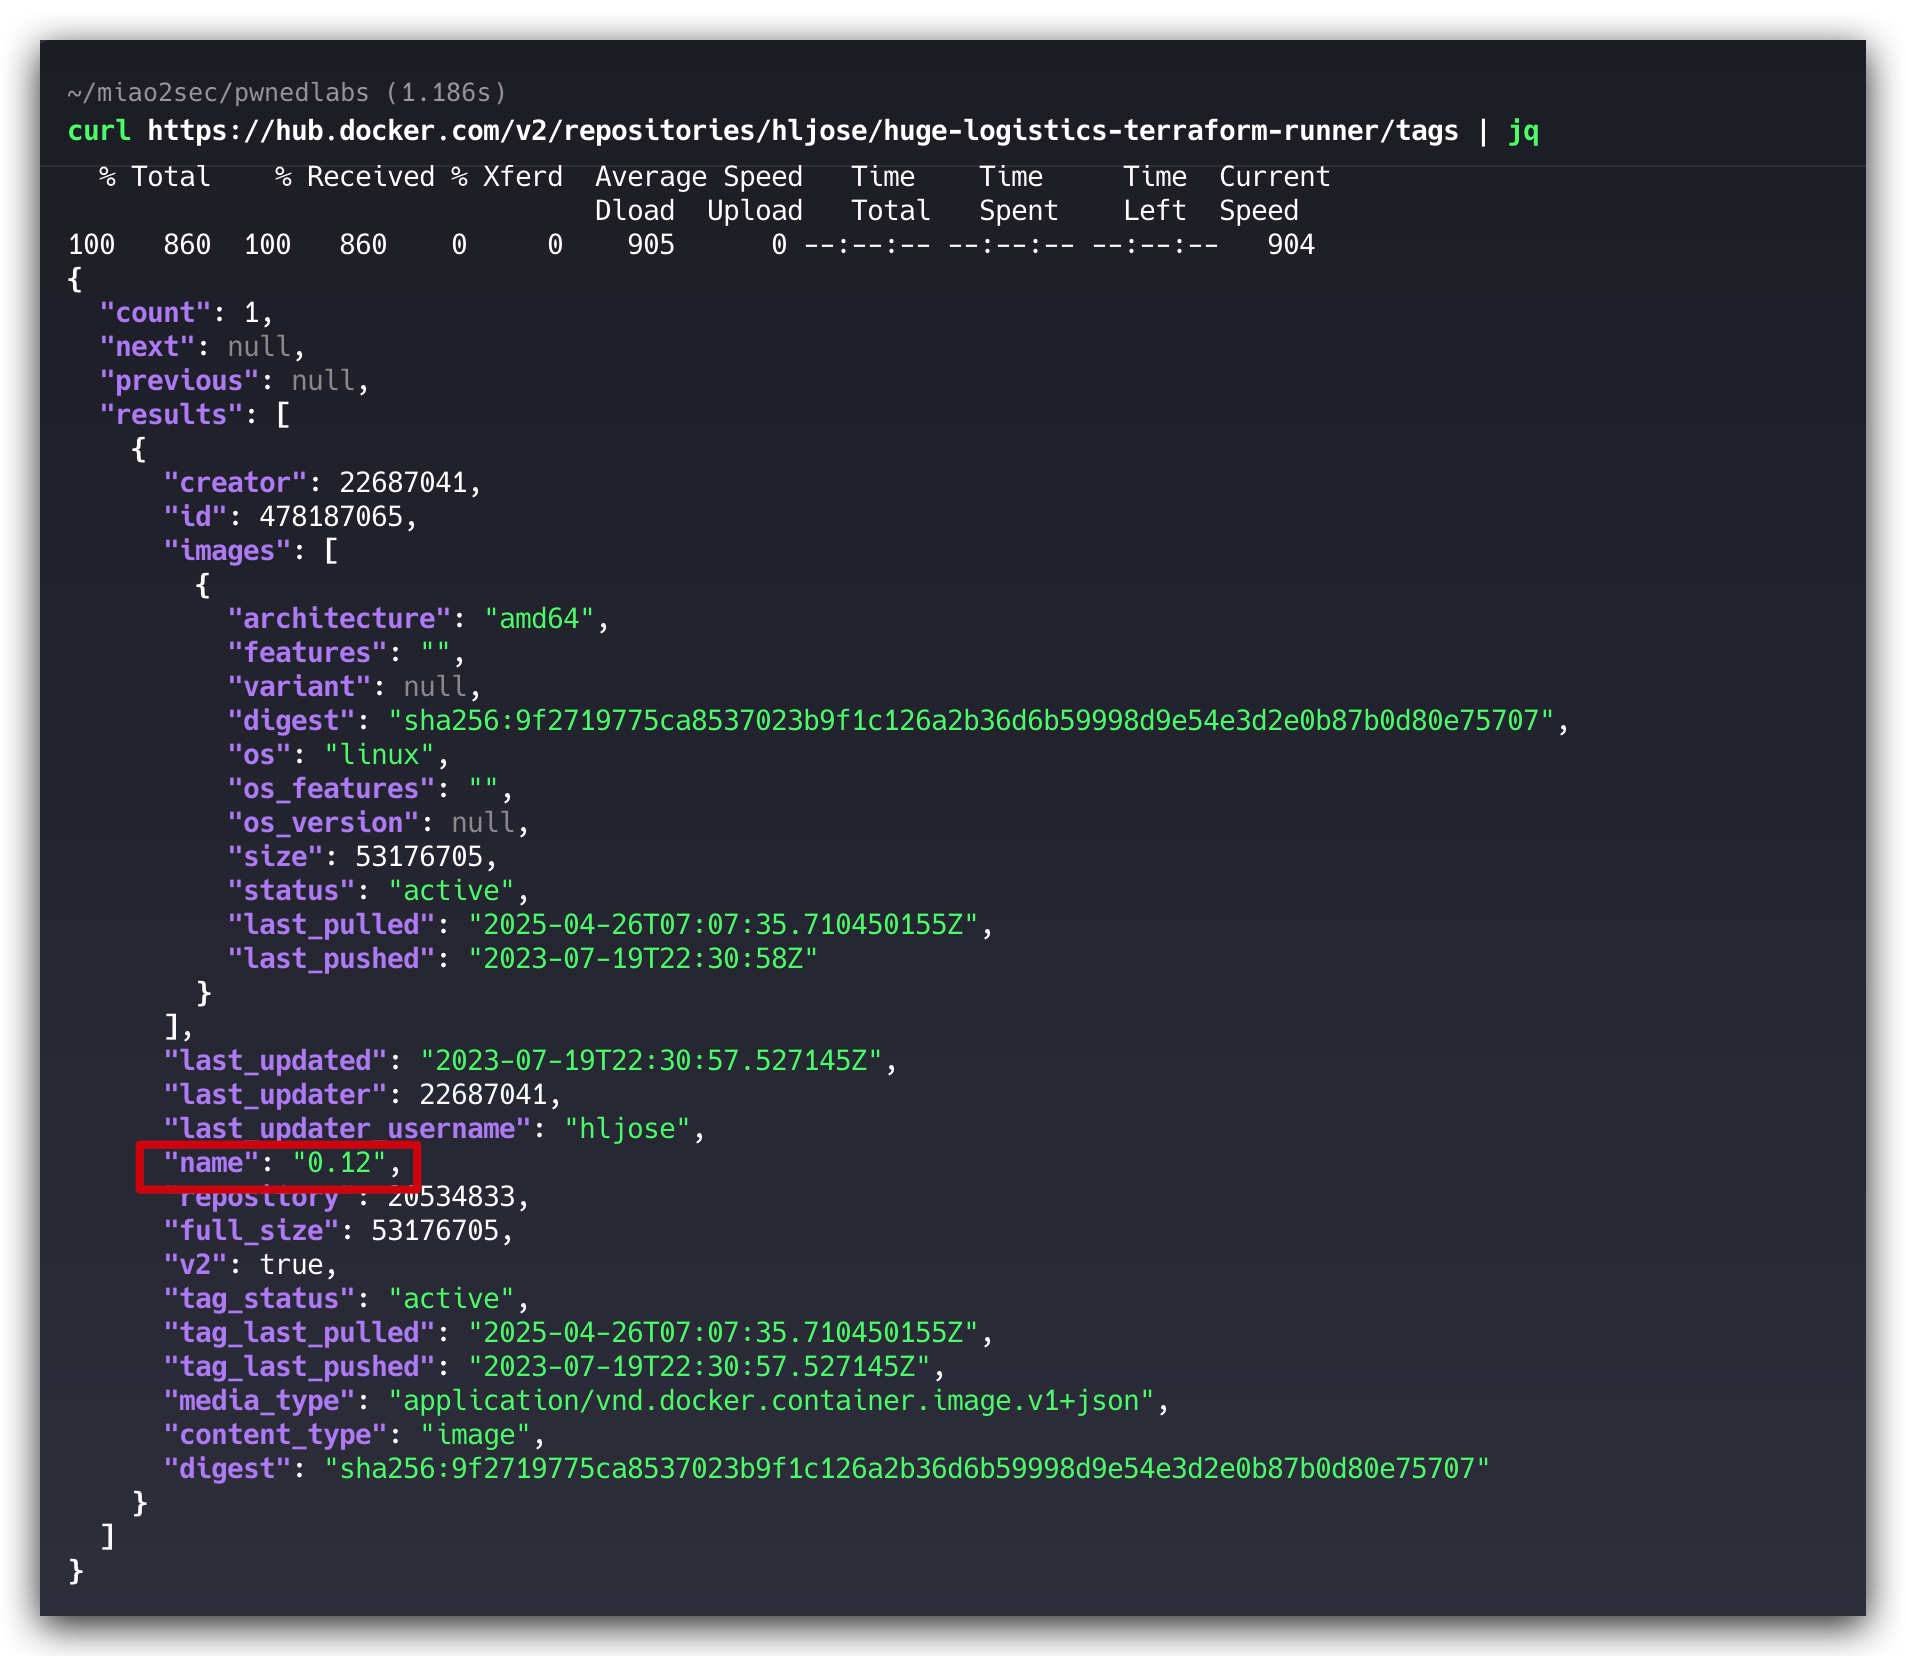 ~/miao2sec/pwnedlabs (1.186s)
curl https://hub.docker.com/v2/repositories/hljose/huge-logistics-terraform-runner/tags | jq
  % Total    % Received % Xferd  Average Speed   Time    Time     Time  Current
                                 Dload  Upload   Total   Spent    Left  Speed
100   860  100   860    0     0    905      0 --:--:-- --:--:-- --:--:--   904
{
  "count": 1,
  "next": null,
  "previous": null,
  "results": [
    {
      "creator": 22687041,
      "id": 478187065,
      "images": [
        {
          "architecture": "amd64",
          "features": "",
          "variant": null,
          "digest": "sha256:9f2719775ca8537023b9f1c126a2b36d6b59998d9e54e3d2e0b87b0d80e75707",
          "os": "linux",
          "os_features": "",
          "os_version": null,
          "size": 53176705,
          "status": "active",
          "last_pulled": "2025-04-26T07:07:35.710450155Z",
          "last_pushed": "2023-07-19T22:30:58Z"
        }
      ],
      "last_updated": "2023-07-19T22:30:57.527145Z",
      "last_updater": 22687041,
      "last_updater_username": "hljose",
      "name": "0.12",
      "repository": 20534833,
      "full_size": 53176705,
      "v2": true,
      "tag_status": "active",
      "tag_last_pulled": "2025-04-26T07:07:35.710450155Z",
      "tag_last_pushed": "2023-07-19T22:30:57.527145Z",
      "media_type": "application/vnd.docker.container.image.v1+json",
      "content_type": "image",
      "digest": "sha256:9f2719775ca8537023b9f1c126a2b36d6b59998d9e54e3d2e0b87b0d80e75707"
    }
  ]
}